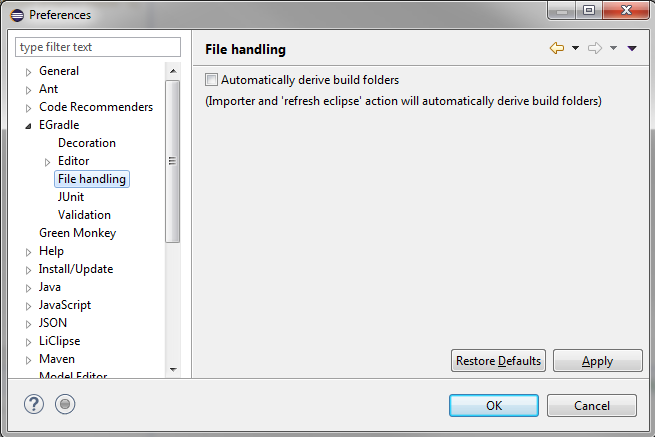 Preferences
type filter text
General
Ant
Code Recommenders
EGradle
Decoration
Editor
File handling
JUnit
Validation
Green Monkey
Help
Install/Update
Java
JavaScript
JSON
LiClipse
Maven
Model Editor
File handling
Automatically derive build folders
(Importer and 'refresh eclipse' action will automatically derive build folders)
Restore Defaults
Apply
OK
Cancel